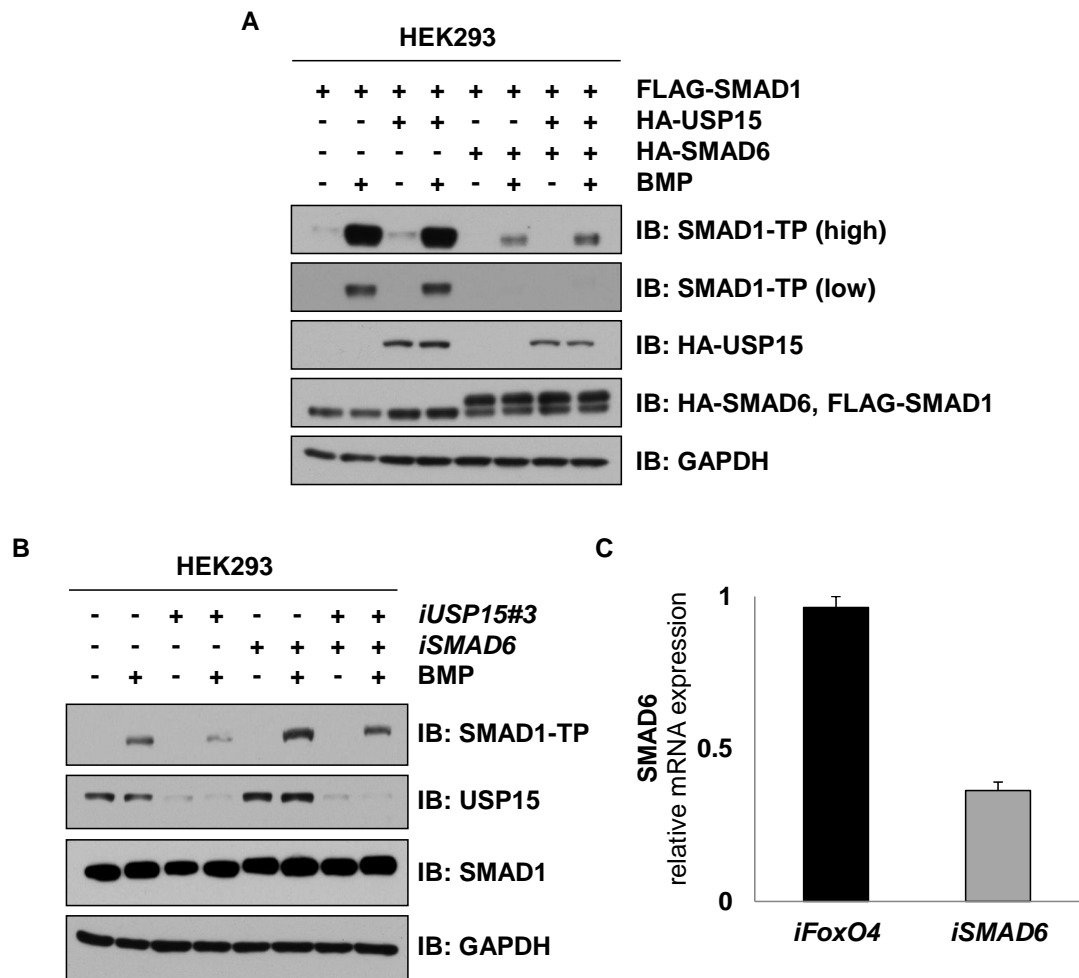 A
HEK293
+ + + + + + + + FLAG-SMAD1
- - + + - - + + HA-USP15
- - - - + + + + HA-SMAD6
- + - + - + - + BMP
IB: SMAD1-TP (high)
IB: SMAD1-TP (low)
IB: HA-USP15
IB: HA-SMAD6, FLAG-SMAD1
IB: GAPDH
B
HEK293
- - + + - - + + iUSP15#3
- - - - + + + + iSMAD6
- + - + - + - + BMP
IB: SMAD1-TP
IB: USP15
IB: SMAD1
IB: GAPDH
C
SMAD6
relative mRNA expression
1
0.5
0
iFoxO4 iSMAD6